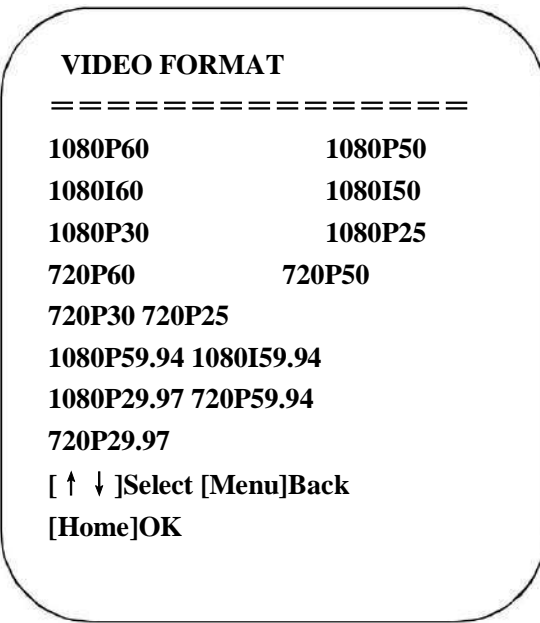 VIDEO FORMAT
===============
1080P60 1080P50
1080I60 1080I50
1080P30 1080P25
720P60 720P50
720P30 720P25
1080P59.94 1080I59.94
1080P29.97 720P59.94
720P29.97
[↑ ↓]Select [Menu]Back
[Home]OK